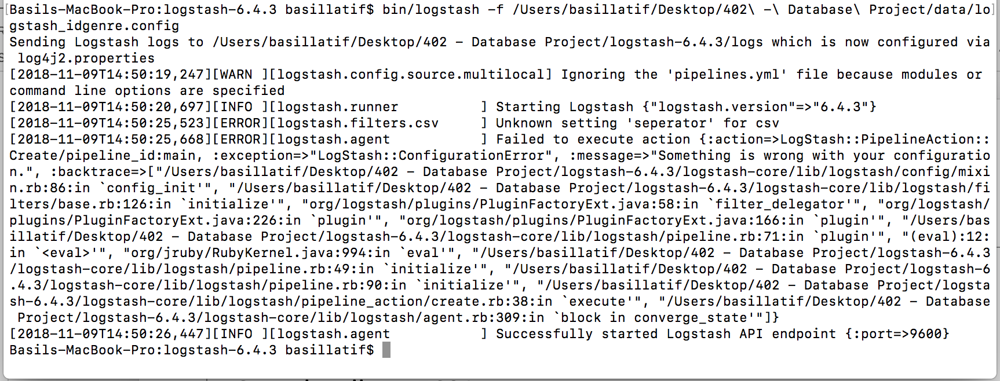 [Basils-MacBook-Pro:logstash-6.4.3 basillatif$ bin/logstash -f /Users/basillatif/Desktop/402\ -\ Database\ Project/data/lo]
gstash_idgenre.config
Sending Logstash logs to /Users/basillatif/Desktop/402 - Database Project/logstash-6.4.3/logs which is now configured via
 log4j2.properties
[2018-11-09T14:50:19,247][WARN ][logstash.config.source.multilocal] Ignoring the 'pipelines.yml' file because modules or
command line options are specified
[2018-11-09T14:50:20,697][INFO ][logstash.runner          ] Starting Logstash {"logstash.version"=>"6.4.3"}
[2018-11-09T14:50:25,523][ERROR][logstash.filters.csv     ] Unknown setting 'seperator' for csv
[2018-11-09T14:50:25,668][ERROR][logstash.agent           ] Failed to execute action {:action=>LogStash::PipelineAction::
Create/pipeline_id:main, :exception=>"LogStash::ConfigurationError", :message=>"Something is wrong with your configuratio
n.", :backtrace=>["/Users/basillatif/Desktop/402 - Database Project/logstash-6.4.3/logstash-core/lib/logstash/config/mixi
n.rb:86:in `config_init'", "/Users/basillatif/Desktop/402 - Database Project/logstash-6.4.3/logstash-core/lib/logstash/fi
lters/base.rb:126:in `initialize'", "org/logstash/plugins/PluginFactoryExt.java:58:in `filter_delegator'", "org/logstash/
plugins/PluginFactoryExt.java:226:in `plugin'", "org/logstash/plugins/PluginFactoryExt.java:166:in `plugin'", "/Users/bas
illatif/Desktop/402 - Database Project/logstash-6.4.3/logstash-core/lib/logstash/pipeline.rb:71:in `plugin'", "(eval):12:
in `<eval>'", "org/jruby/RubyKernel.java:994:in `eval'", "/Users/basillatif/Desktop/402 - Database Project/logstash-6.4.3
/logstash-core/lib/logstash/pipeline.rb:49:in `initialize'", "/Users/basillatif/Desktop/402 - Database Project/logstash-6
.4.3/logstash-core/lib/logstash/pipeline.rb:90:in `initialize'", "/Users/basillatif/Desktop/402 - Database Project/logsta
sh-6.4.3/logstash-core/lib/logstash/pipeline_action/create.rb:38:in `execute'", "/Users/basillatif/Desktop/402 - Database
 Project/logstash-6.4.3/logstash-core/lib/logstash/agent.rb:309:in `block in converge_state'"]}
[2018-11-09T14:50:26,447][INFO ][logstash.agent           ] Successfully started Logstash API endpoint {:port=>9600}
Basils-MacBook-Pro:logstash-6.4.3 basillatif$